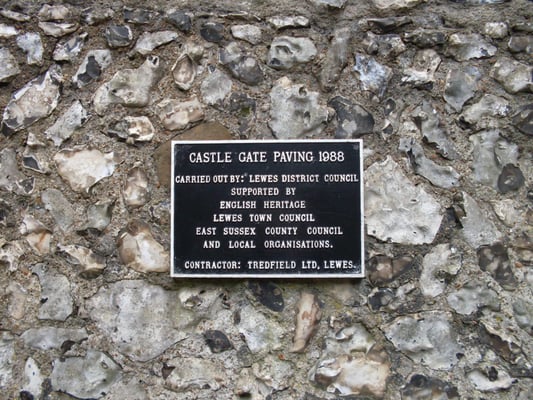 CASTLE GATE PAVING 1988
CARRIED OUT BY: LEWES DISTRICT COUNCIL
SUPPORTED BY
ENGLISH HERITAGE
LEWES TOWN COUNCIL
EAST SUSSEX COUNTY COUNCIL
AND LOCAL ORGANISATIONS.
CONTRACTOR: TREDFIELD LTD, LEWES.